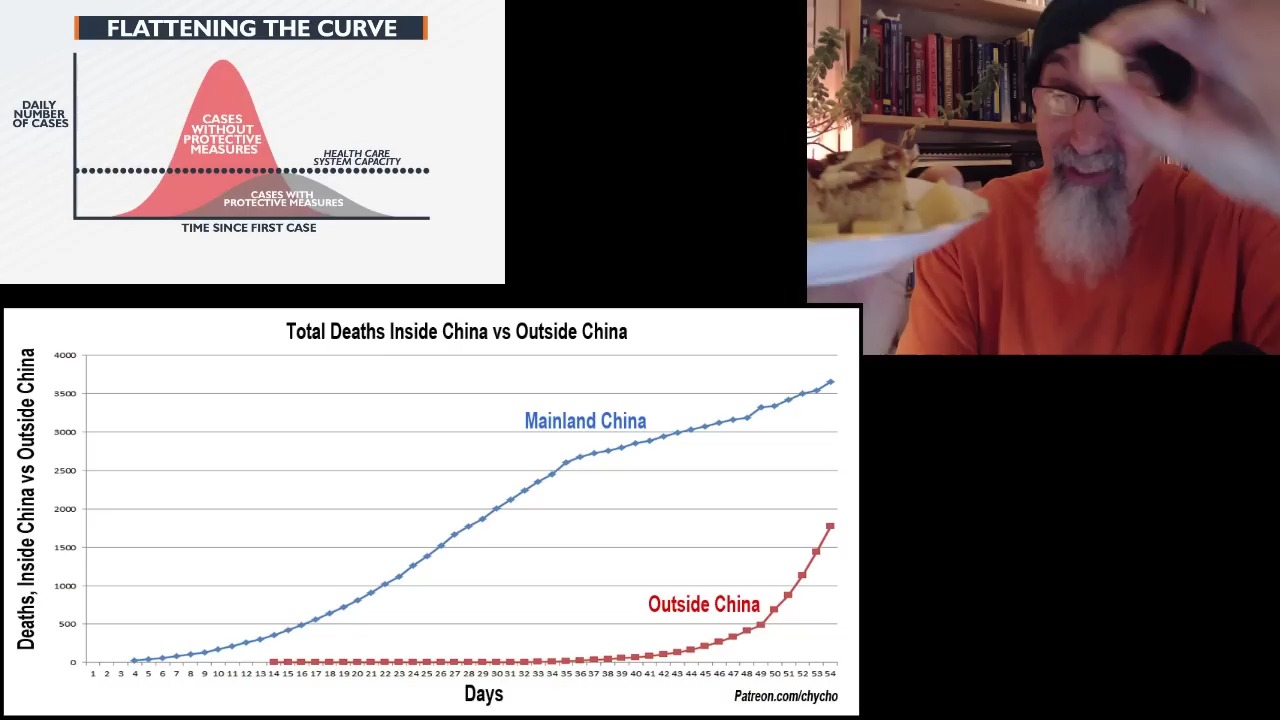 FLATTENING THE CURVE
DAILY
NUMBER
OF CASES
CASES
WITHOUT
PROTECTIVE
MEASURES
HEALTH CARE
SYSTEM CAPACITY
CASES WITH
PROTECTIVE MEASURES
TIME SINCE FIRST CASE
Total Deaths Inside China vs Outside China
Deaths, Inside China vs Outside China
4000
3500
3000
2500
2000
1500
1000
500
0
Mainland China
Outside China
1 2 3 4 5 6 7 8 9 10 11 12 13 14 15 16 17 18 19 20 21 22 23 24 25 26 27 28 29 30 31 32 33 34 35 36 37 38 39 40 41 42 43 44 45 46 47 48 49 50 51 52 53 54
Days
Patreon.com/chycho